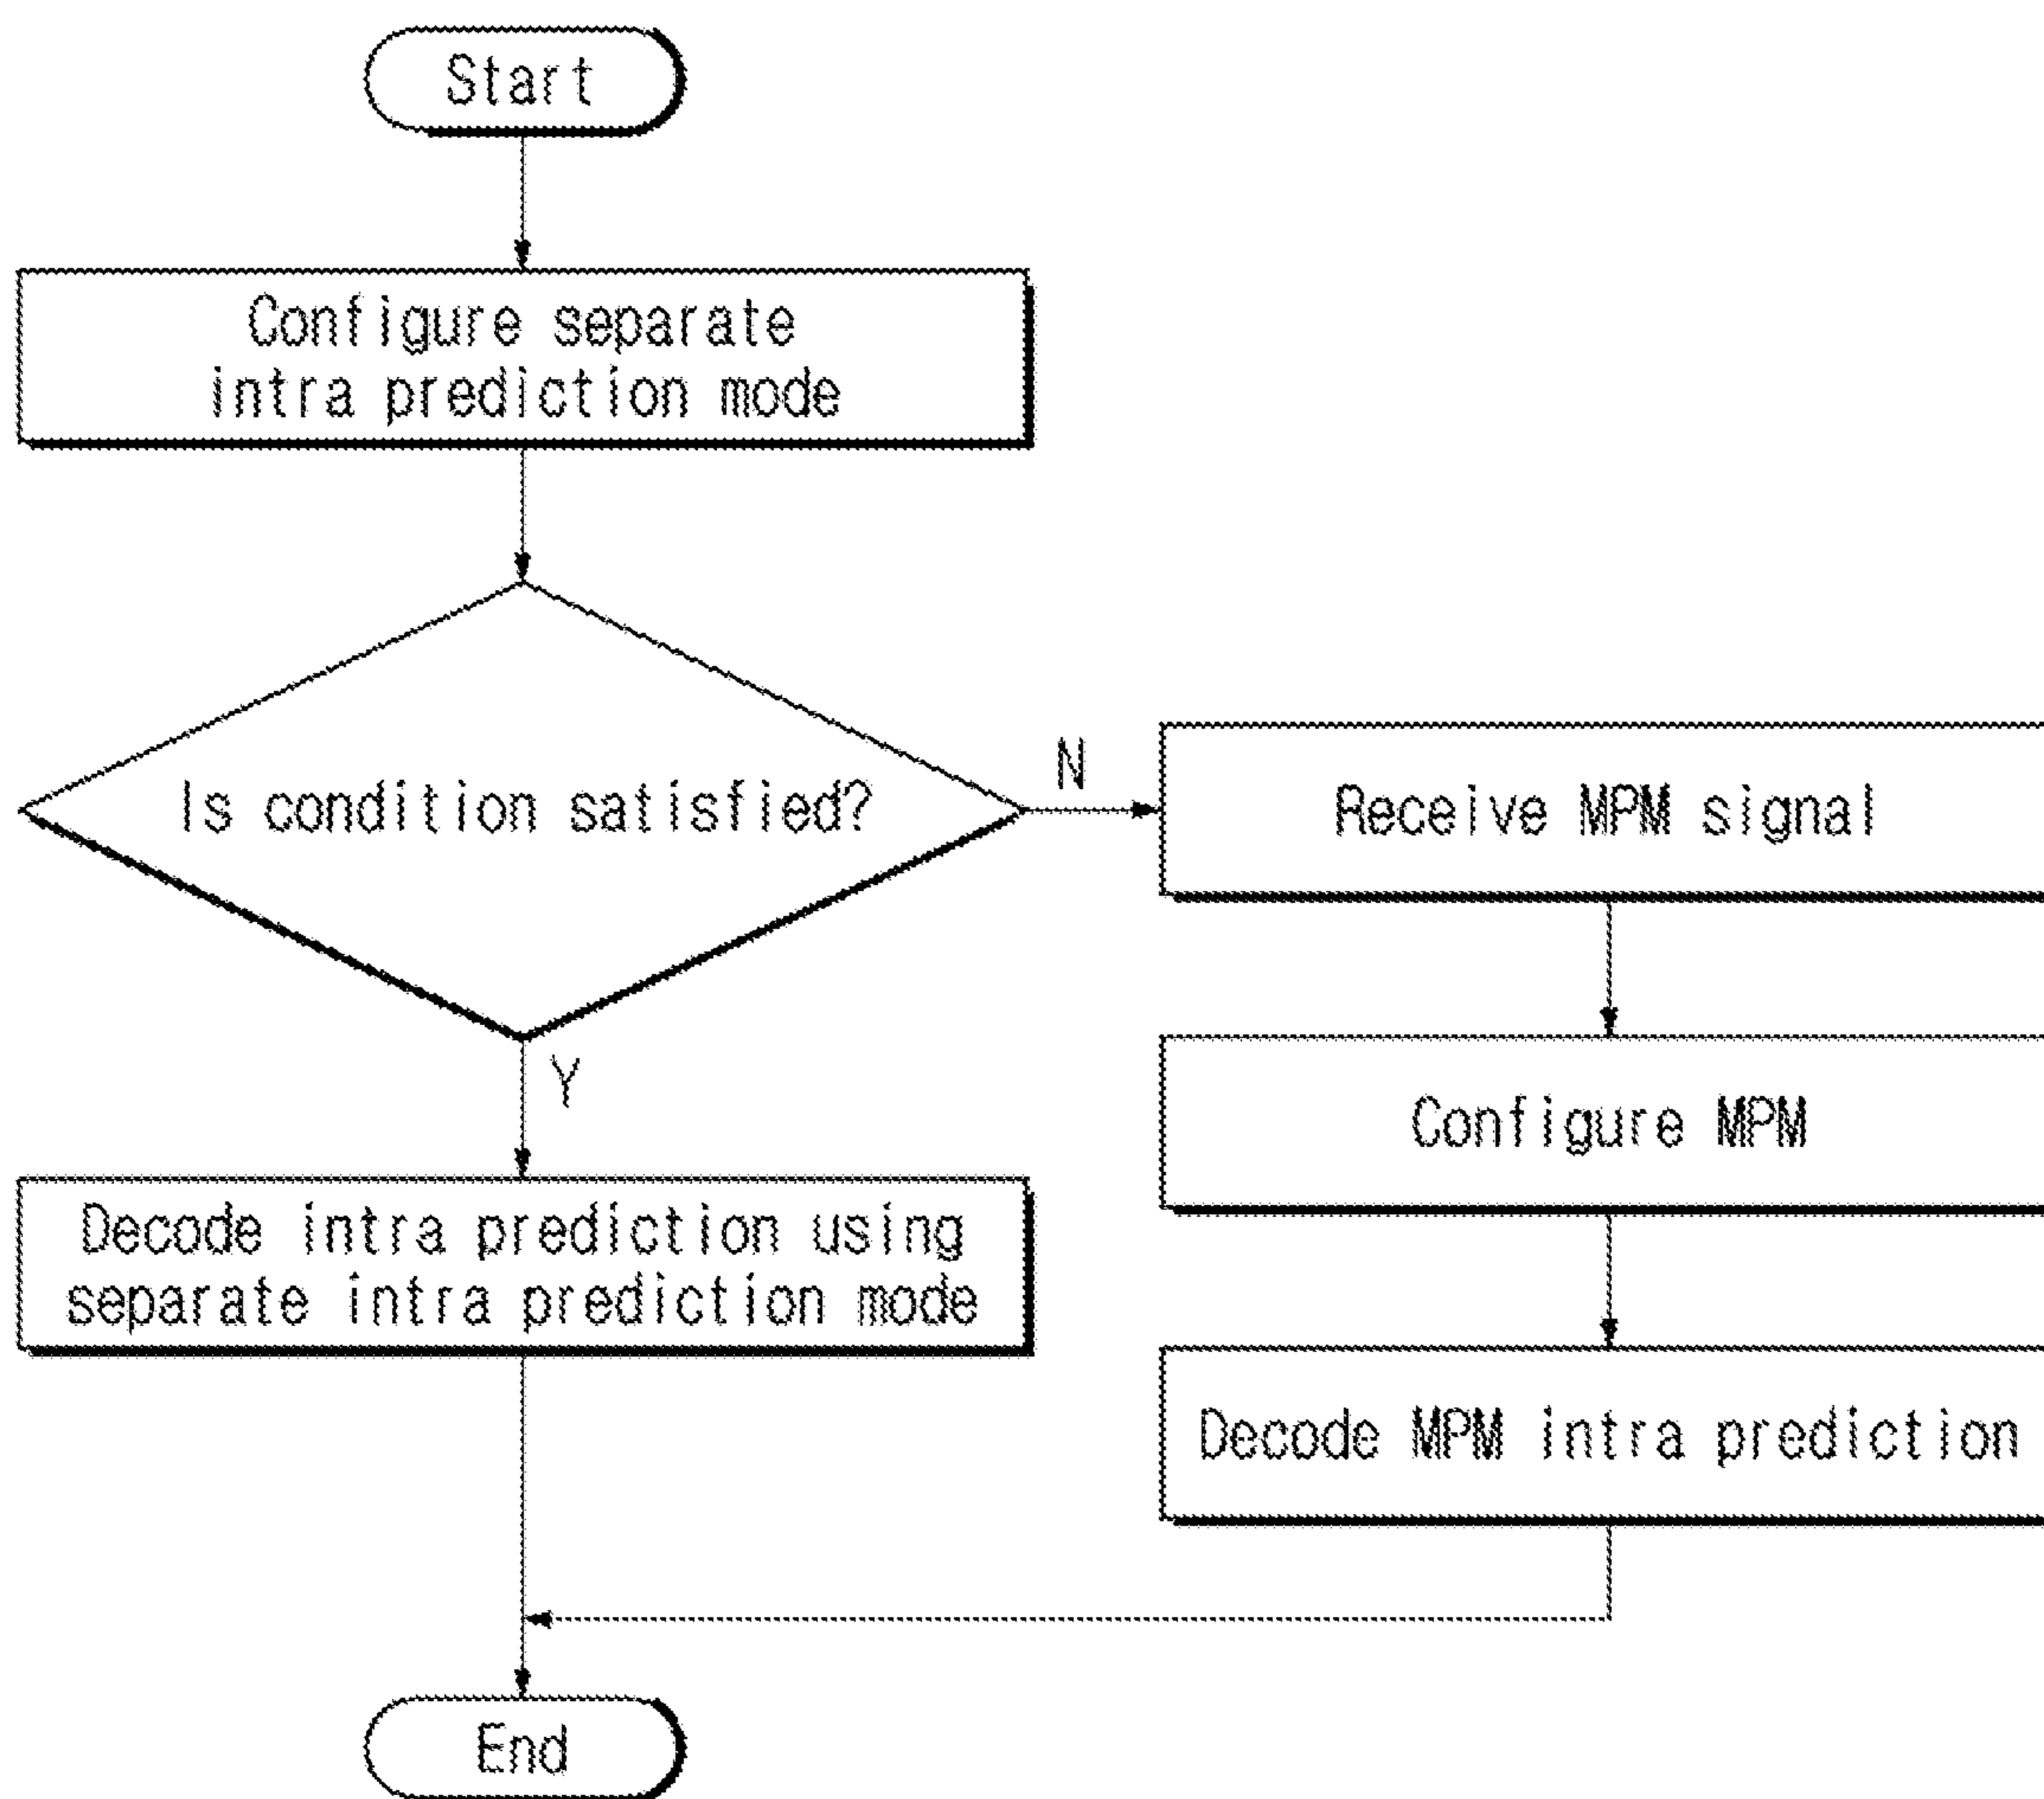 Start
Configure separate
intra prediction mode
Is condition satisfied?
N
Receive MPM signal
Configure MPM
Y
Decode intra prediction using
separate intra prediction mode
Decode MPM intra prediction
End